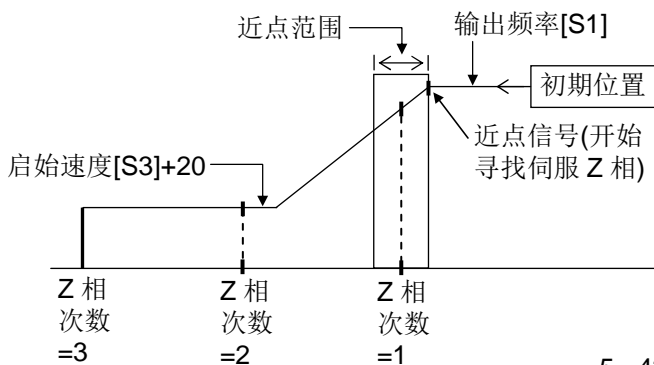 近点范围
输出频率[S1]
初期位置
近点信号(开始
寻找伺服 Z 相)
启始速度[S3]+20
Z 相
次数
=3
Z 相
次数
=2
Z 相
次数
=1